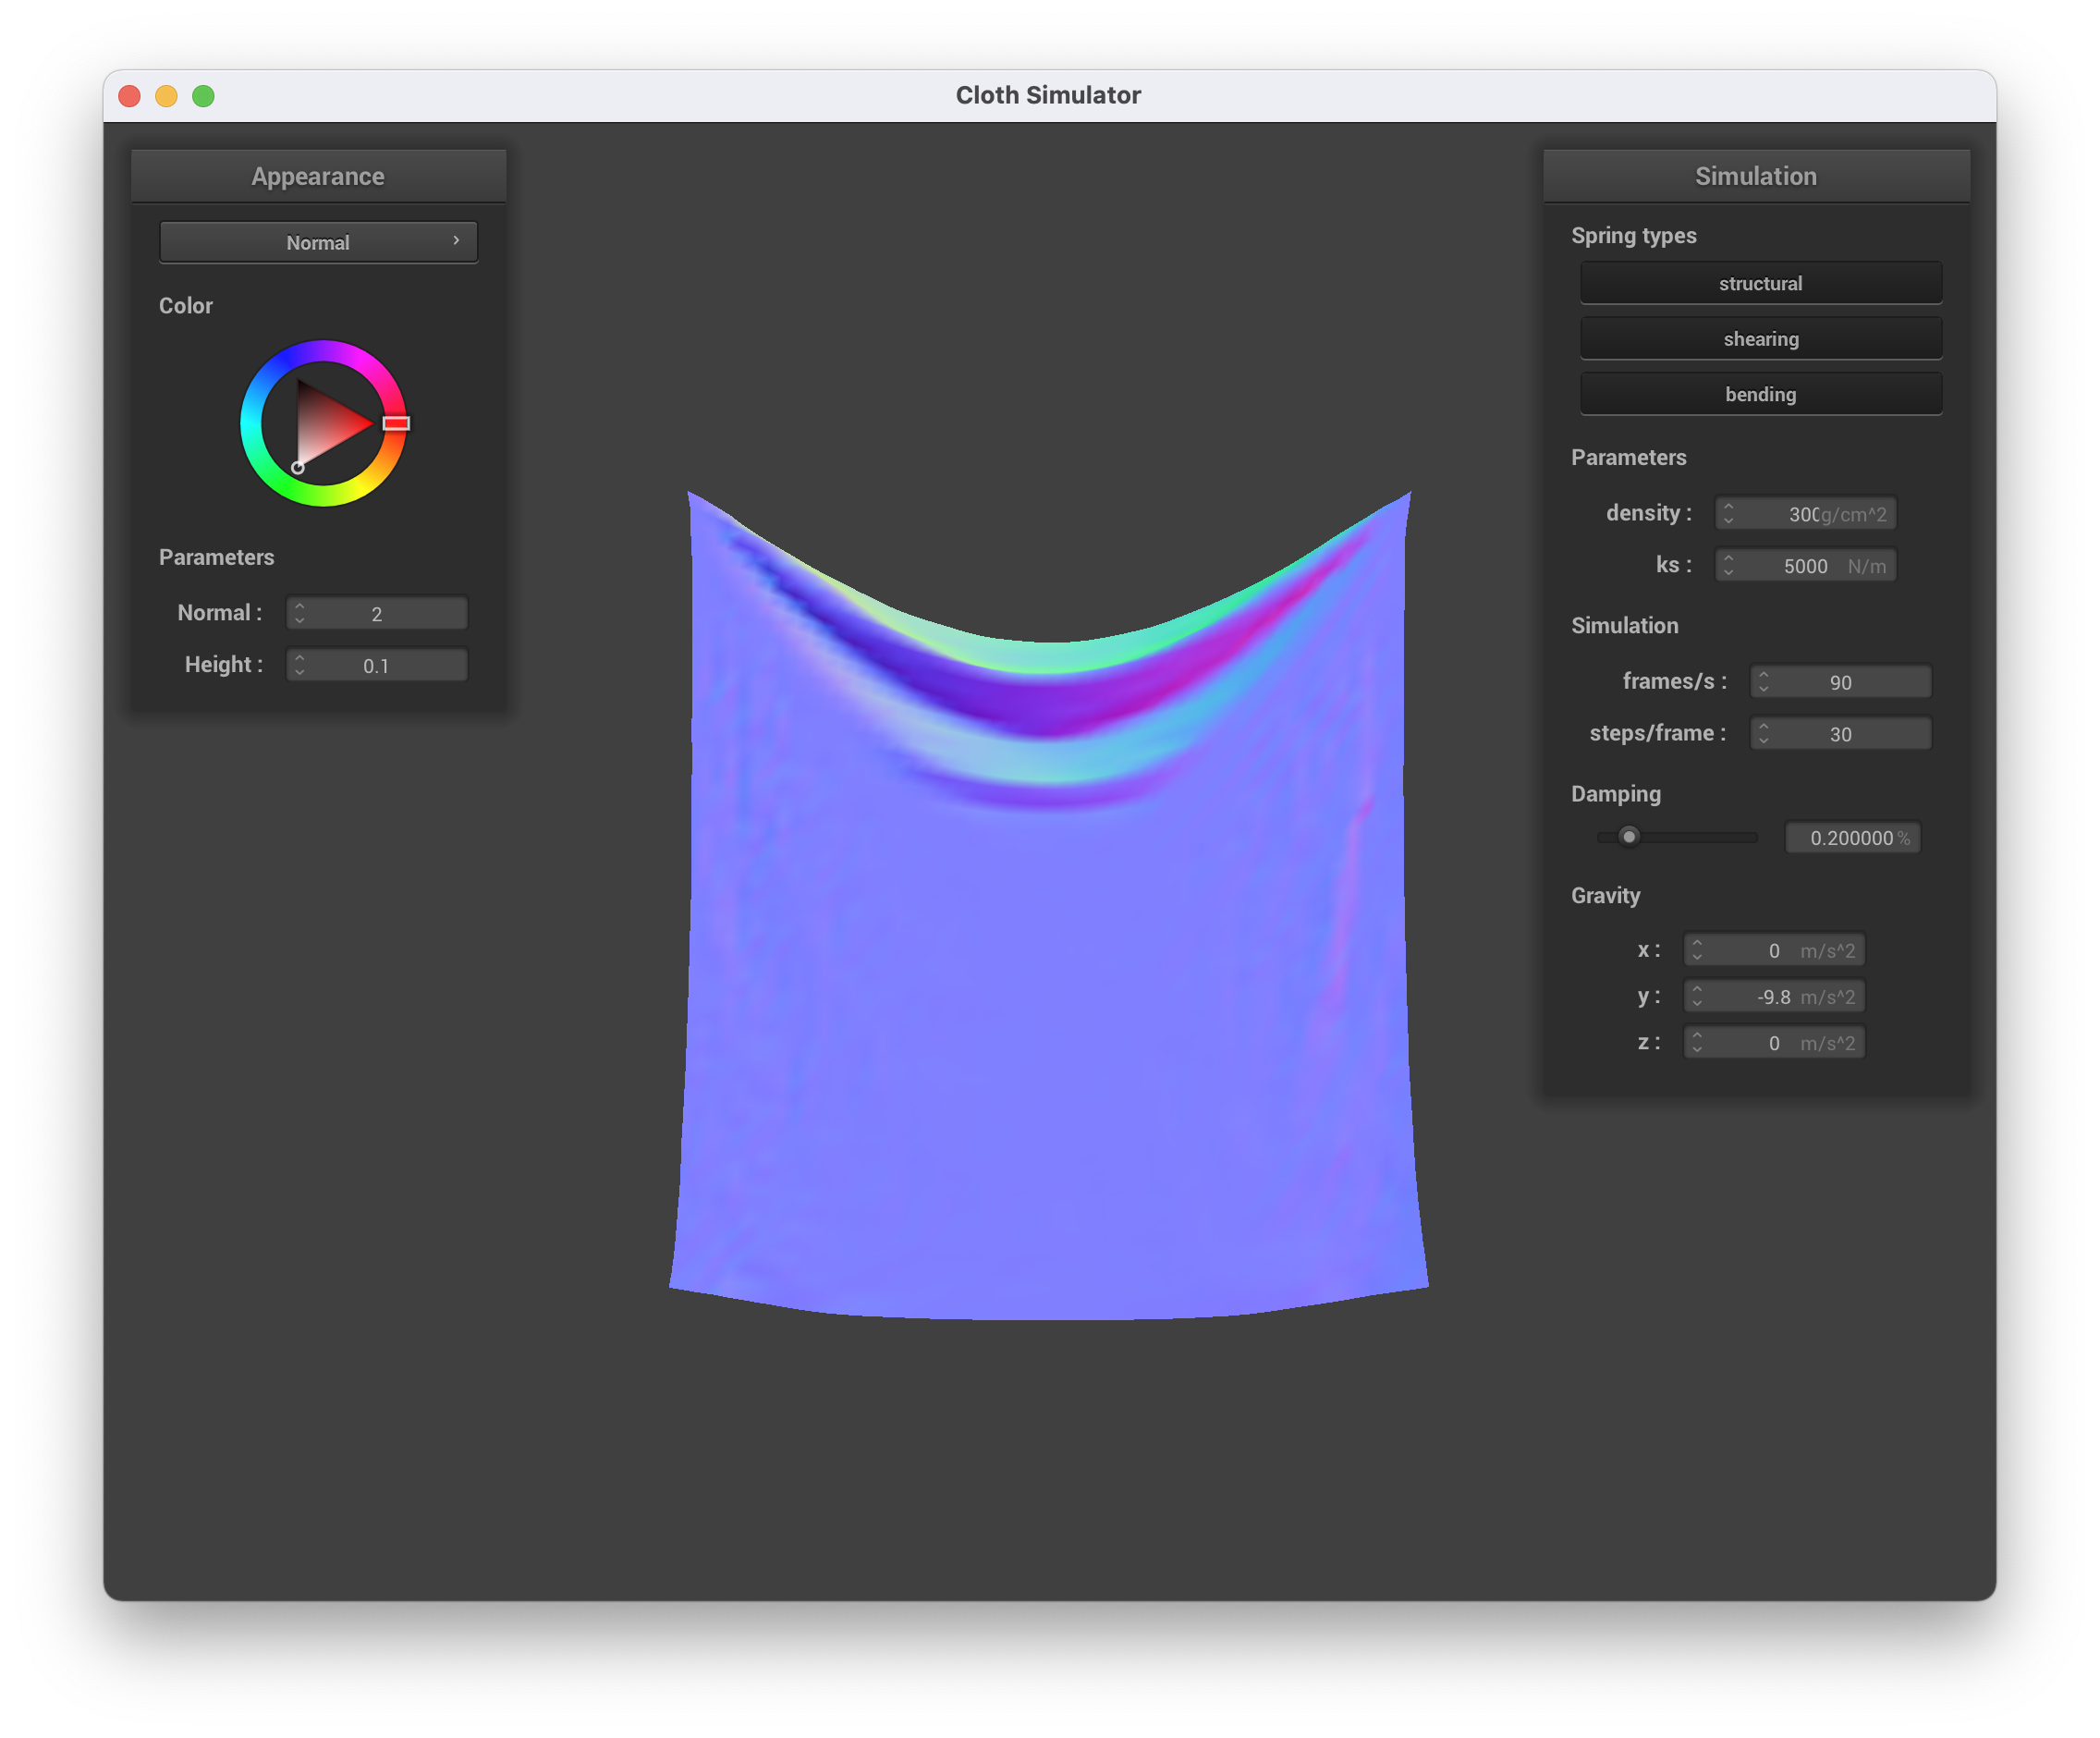 Cloth Simulator
Appearance
Normal
Color
Parameters
Normal : 2
Height : 0.1
Simulation
Spring types
structural
shearing
bending
Parameters
density : 300 g/cm^2
ks : 5000 N/m
Simulation
frames/s : 90
steps/frame : 30
Damping
0.200000 %
Gravity
x : 0 m/s^2
y : -9.8 m/s^2
z : 0 m/s^2